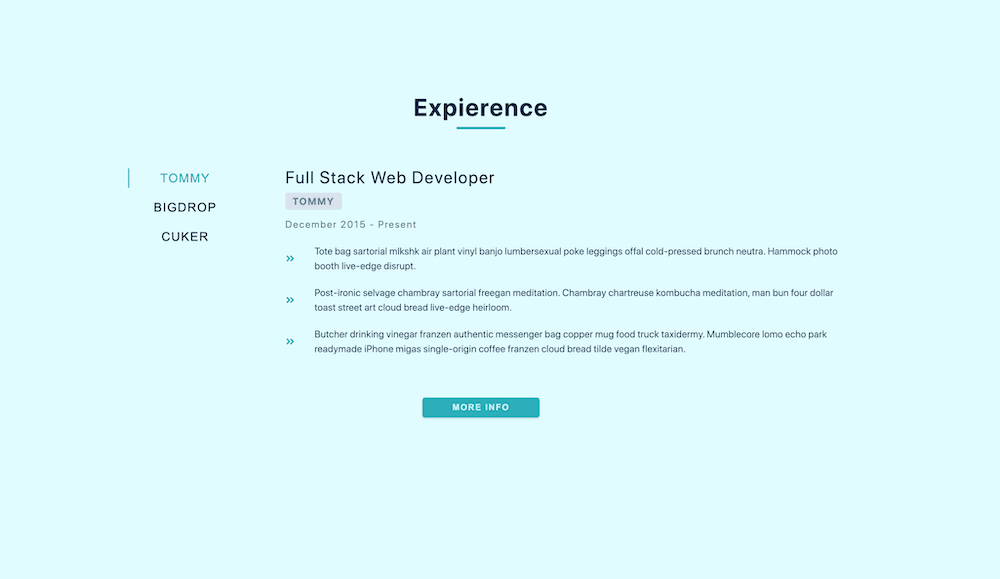 Expierence
TOMMY
BIGDROP
CUKER
Full Stack Web Developer
TOMMY
December 2015 - Present
Tote bag sartorial mlkshk air plant vinyl banjo lumbersexual poke leggings offal cold-pressed brunch neutra. Hammock photo
booth live-edge disrupt.
Post-ironic selvage chambray sartorial freegan meditation. Chambray chartreuse kombucha meditation, man bun four dollar
toast street art cloud bread live-edge heirloom.
Butcher drinking vinegar franzen authentic messenger bag copper mug food truck taxidermy. Mumblecore lomo echo park
readymade iPhone migas single-origin coffee franzen cloud bread tilde vegan flexitarian.
MORE INFO